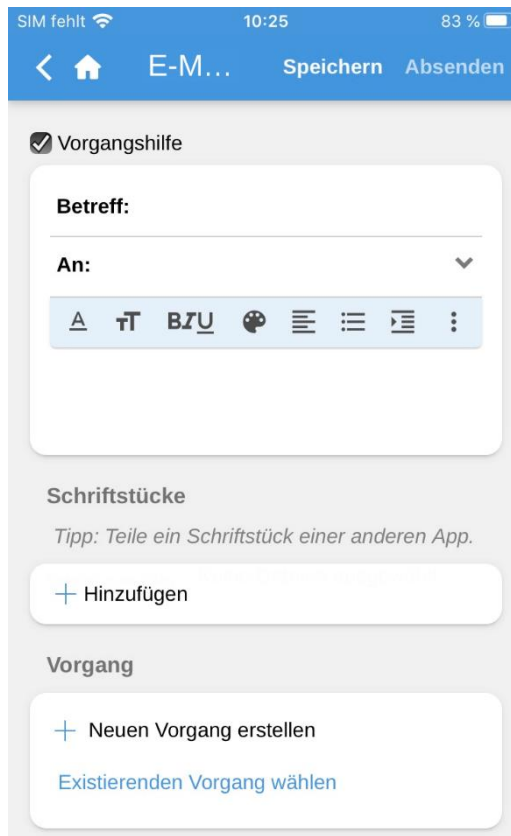 SIM fehlt 10:25 83 %
E-M... Speichern Absenden
Vorgangshilfe
Betreff:
An:
A TT BIU
Schriftstücke
Tipp: Teile ein Schriftstück einer anderen App.
+ Hinzufügen
Vorgang
+ Neuen Vorgang erstellen
Existierenden Vorgang wählen